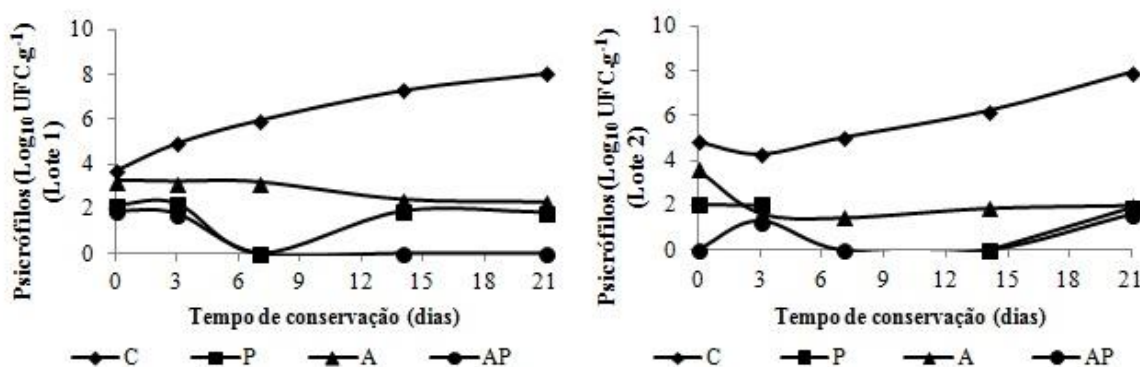 Psicrófilos (Log10 UFC.g-1)
(Lote 1)
10
8
6
4
2
0
0 3 6 9 12 15 18 21
Tempo de conservação (dias)
C P A AP
Psicrófilos (Log10 UFC.g-1)
(Lote 2)
10
8
6
4
2
0
0 3 6 9 12 15 18 21
Tempo de conservação (dias)
C P A AP